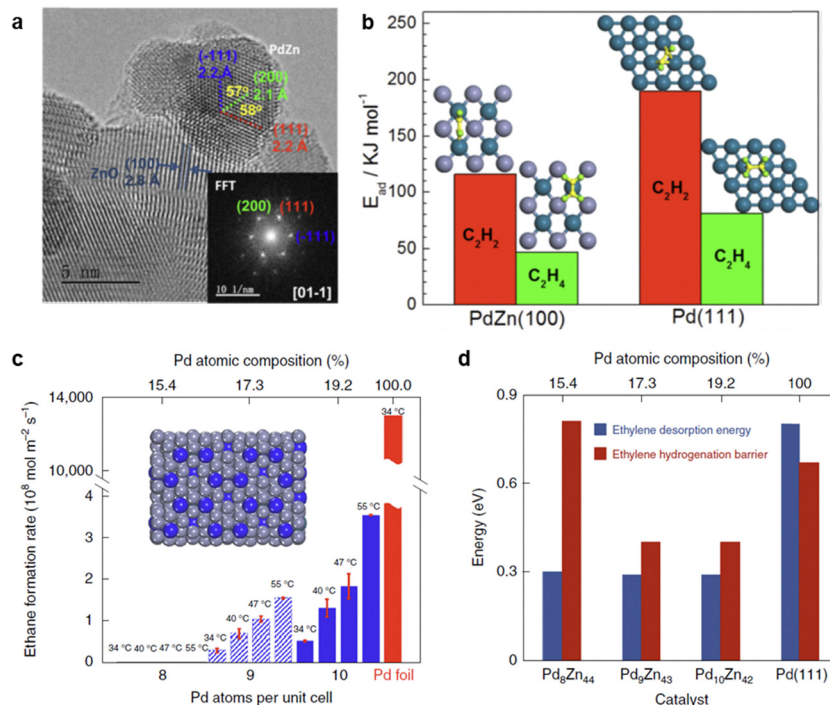 a
(-111)
2.2 Å
PdZn
(200)
2.1 Å
57º
58º
(111)
2.2 Å
ZnO (100)
2.8 Å
FFT
(200)
(111)
(-111)
5 nm
10 1/nm
[01-1]
b
E_ad / KJ mol⁻¹
250
200
150
100
50
0
C₂H₂
C₂H₄
C₂H₂
C₂H₄
PdZn(100)
Pd(111)
c
Pd atomic composition (%)
15.4 17.3 19.2 100.0
Ethane formation rate (10⁸ mol m⁻² s⁻¹)
14,000
10,000
4
3
2
1
0
34 °C 40 °C 47 °C 55 °C
34 °C
40 °C
47 °C
55 °C
34 °C
40 °C
47 °C
55 °C
34 °C
8 9 10 Pd foil
Pd atoms per unit cell
d
Pd atomic composition (%)
15.4 17.3 19.2 100
Energy (eV)
0.9
0.6
0.3
0
Ethylene desorption energy
Ethylene hydrogenation barrier
Pd₈Zn₄₄ Pd₉Zn₄₃ Pd₁₀Zn₄₂ Pd(111)
Catalyst